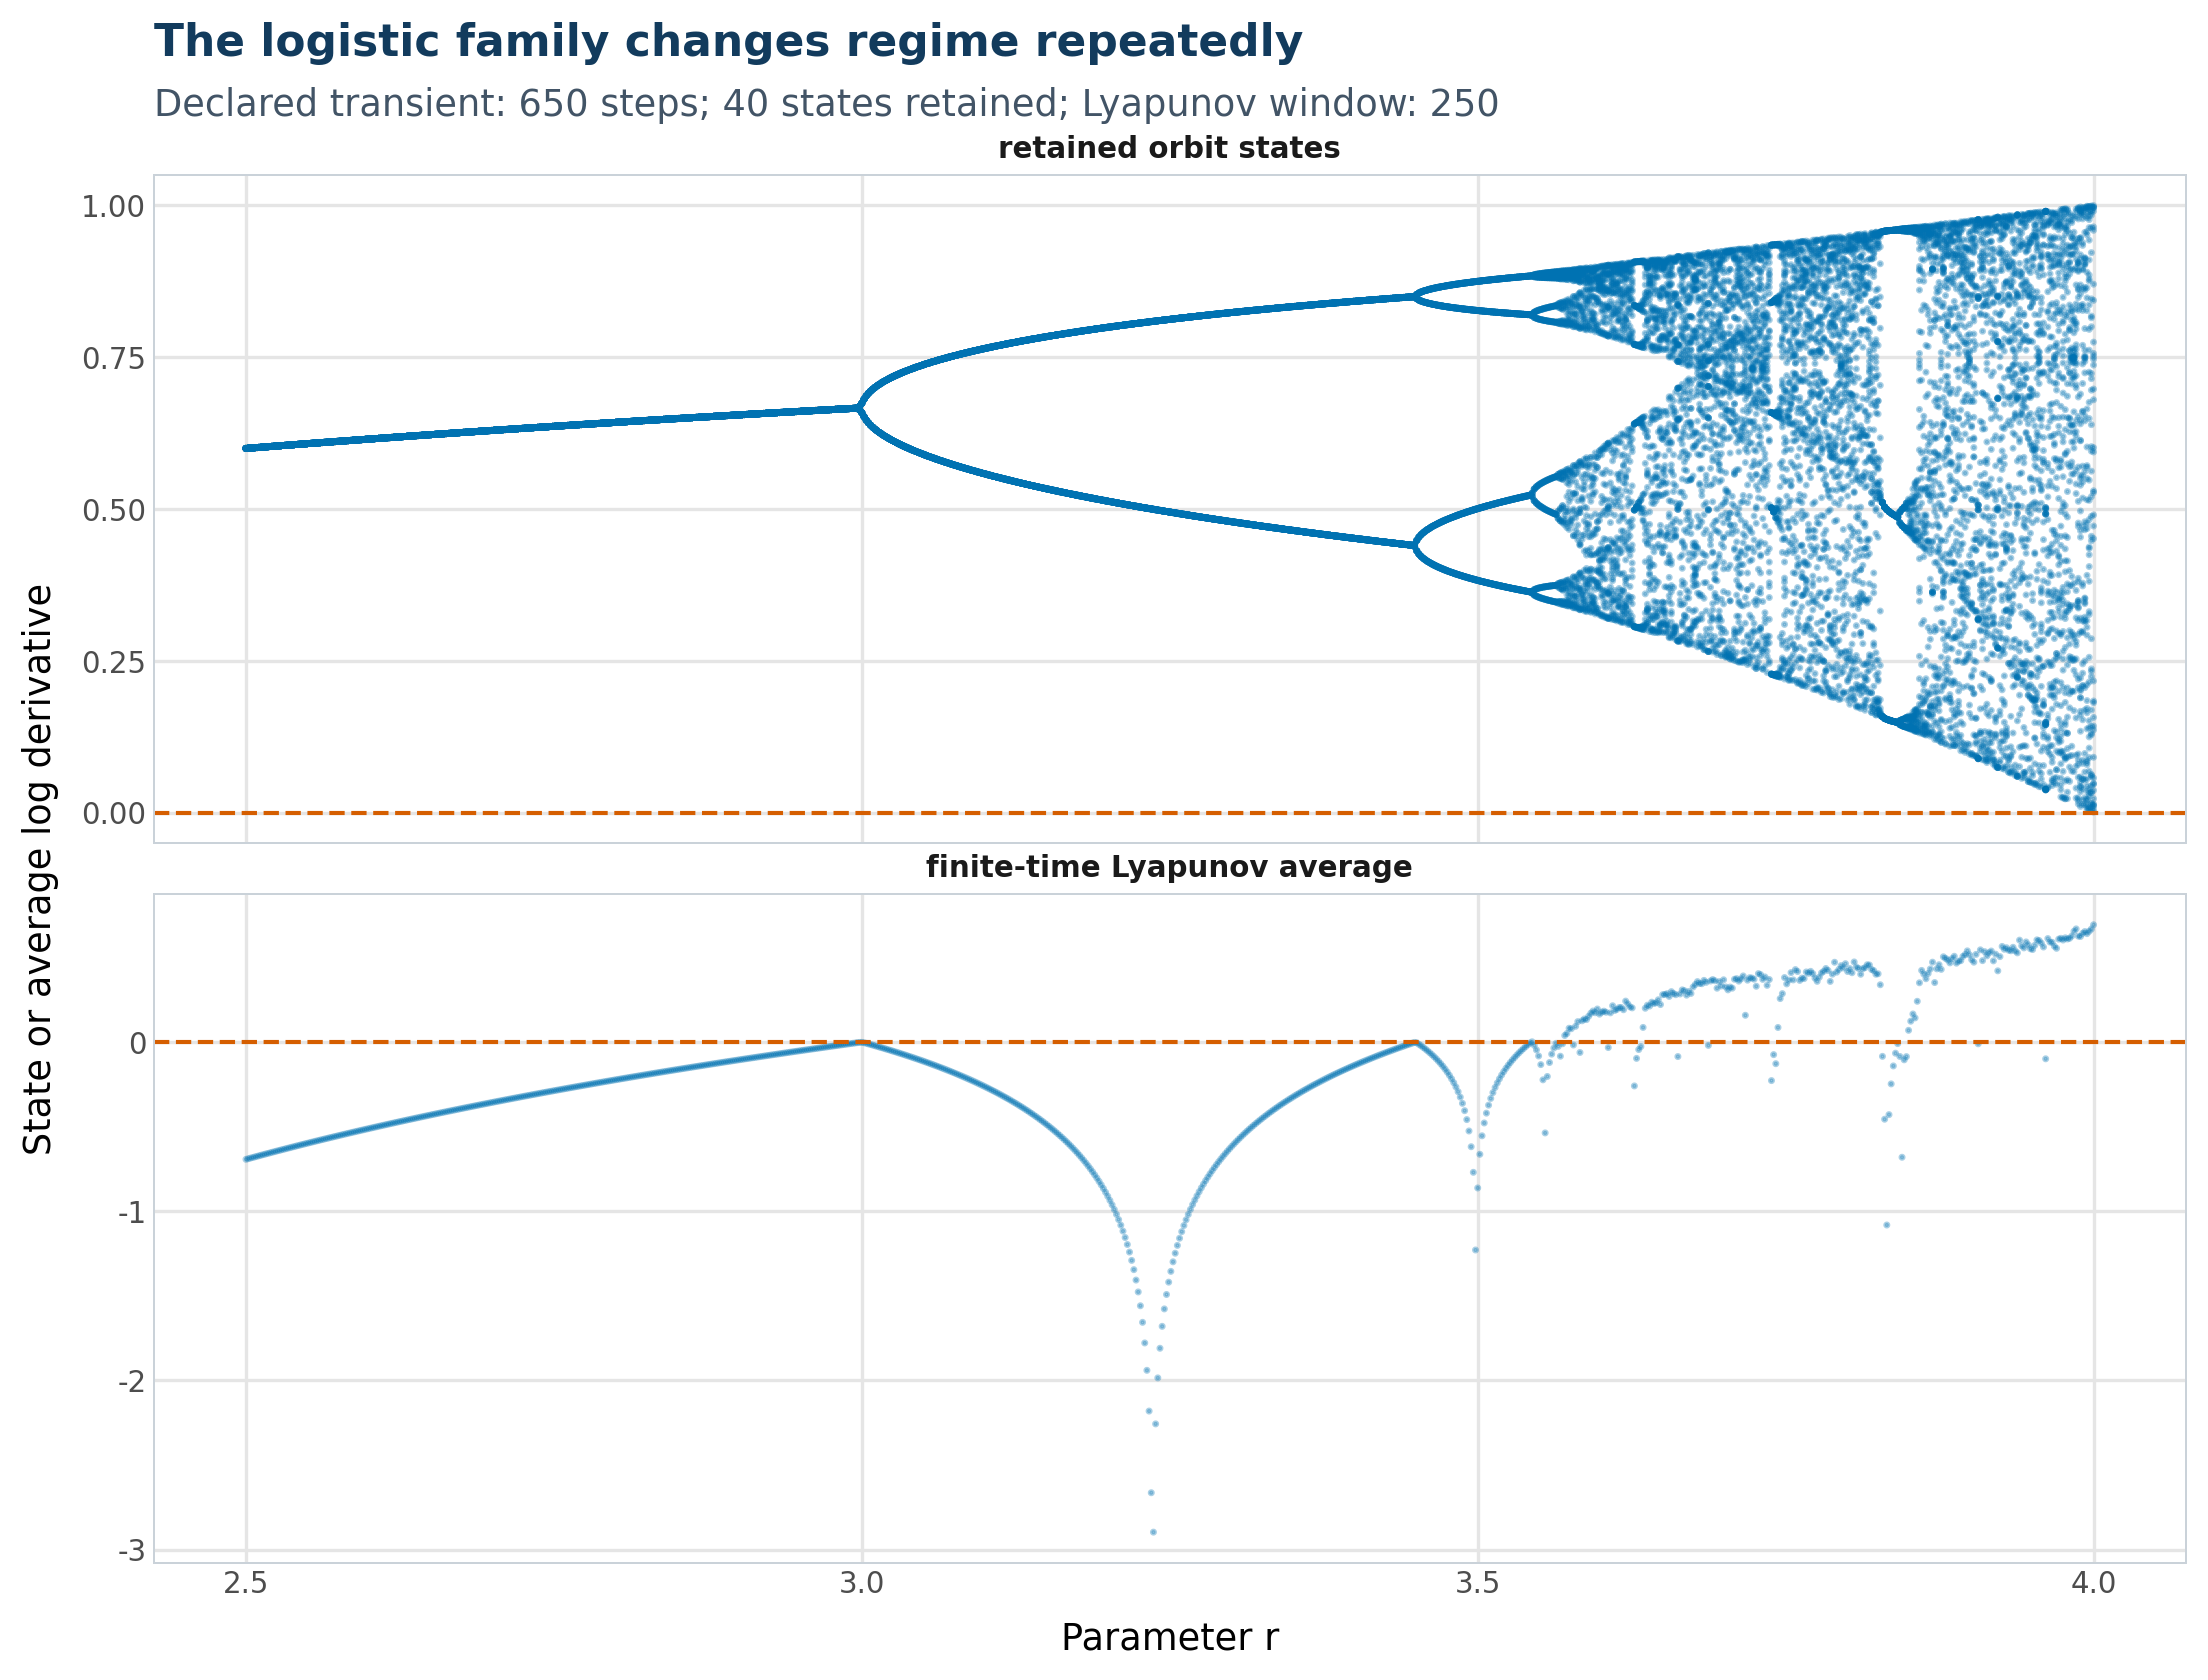 The logistic family changes regime repeatedly
Declared transient: 650 steps; 40 states retained; Lyapunov window: 250
retained orbit states
1.00
0.75
0.50
0.25
0.00
State or average log derivative
finite-time Lyapunov average
0
-1
-2
-3
2.5 3.0 3.5 4.0
Parameter r